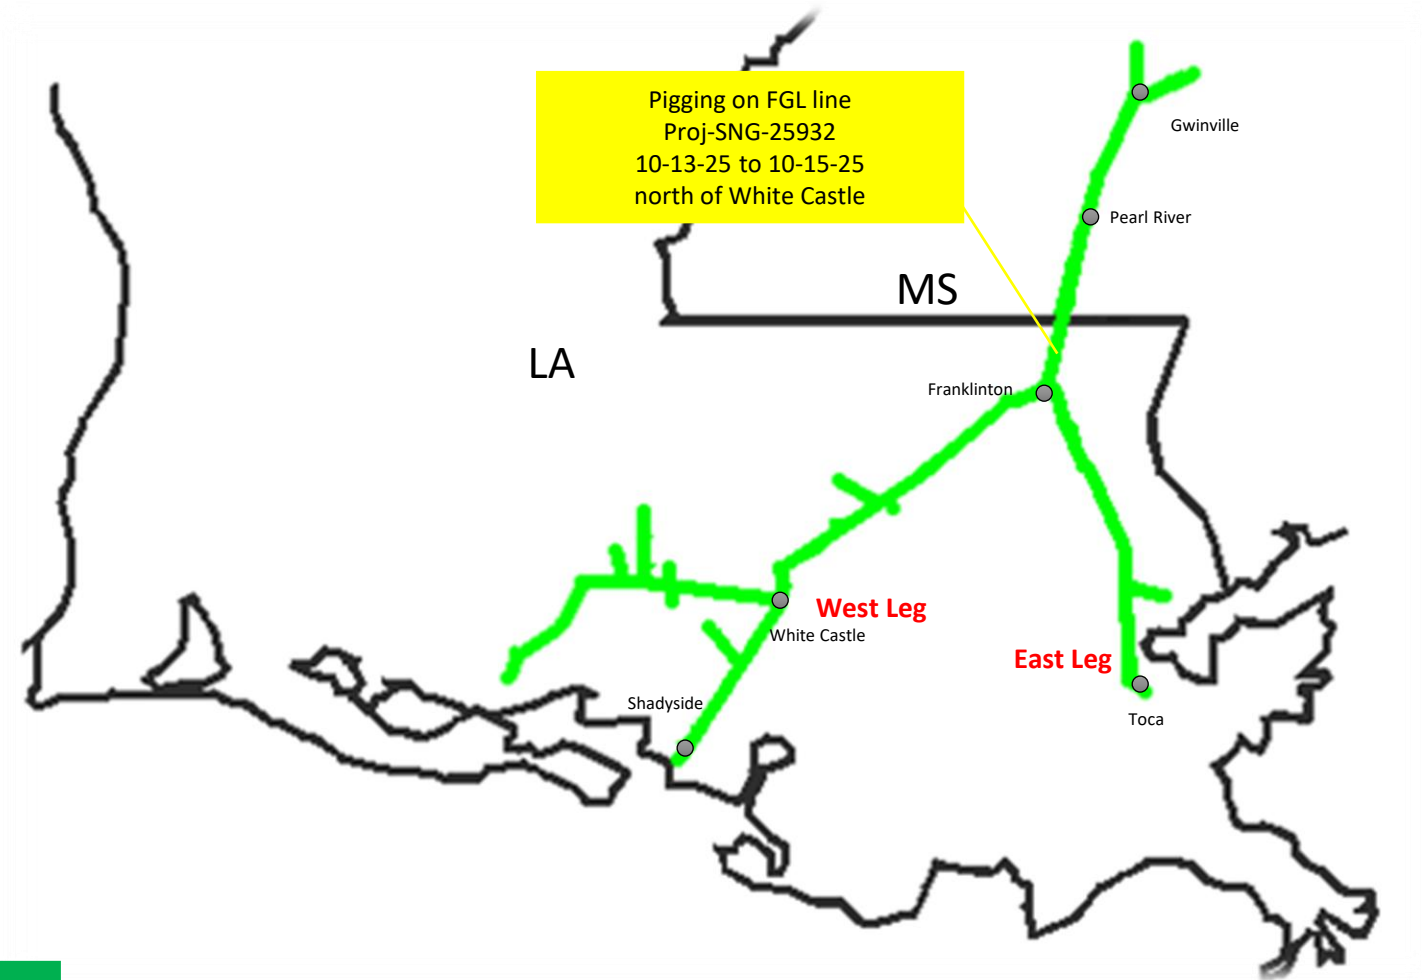 Pigging on FGL line
Proj-SNG-25932
10-13-25 to 10-15-25
north of White Castle
Gwinville
Pearl River
MS
LA
Franklinton
West Leg
White Castle
East Leg
Shadyside
Toca